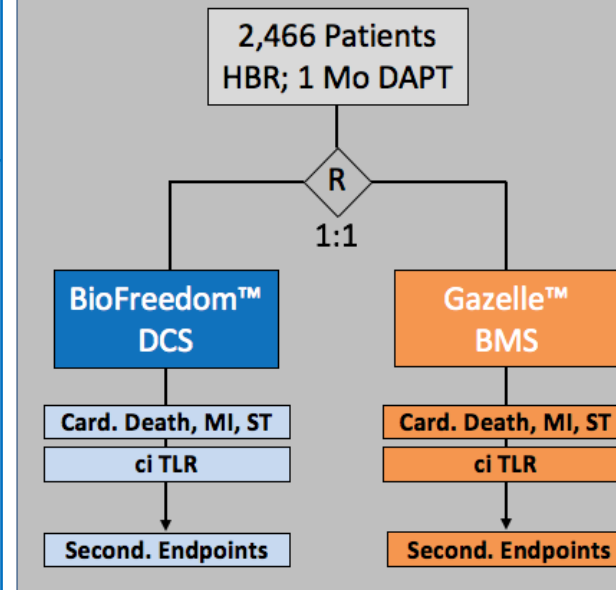 2,466 Patients
HBR; 1 Mo DAPT
R
1:1
BioFreedom™
DCS
Gazelle™
BMS
Card. Death, MI, ST
Card. Death, MI, ST
ci TLR
ci TLR
Second. Endpoints
Second. Endpoints